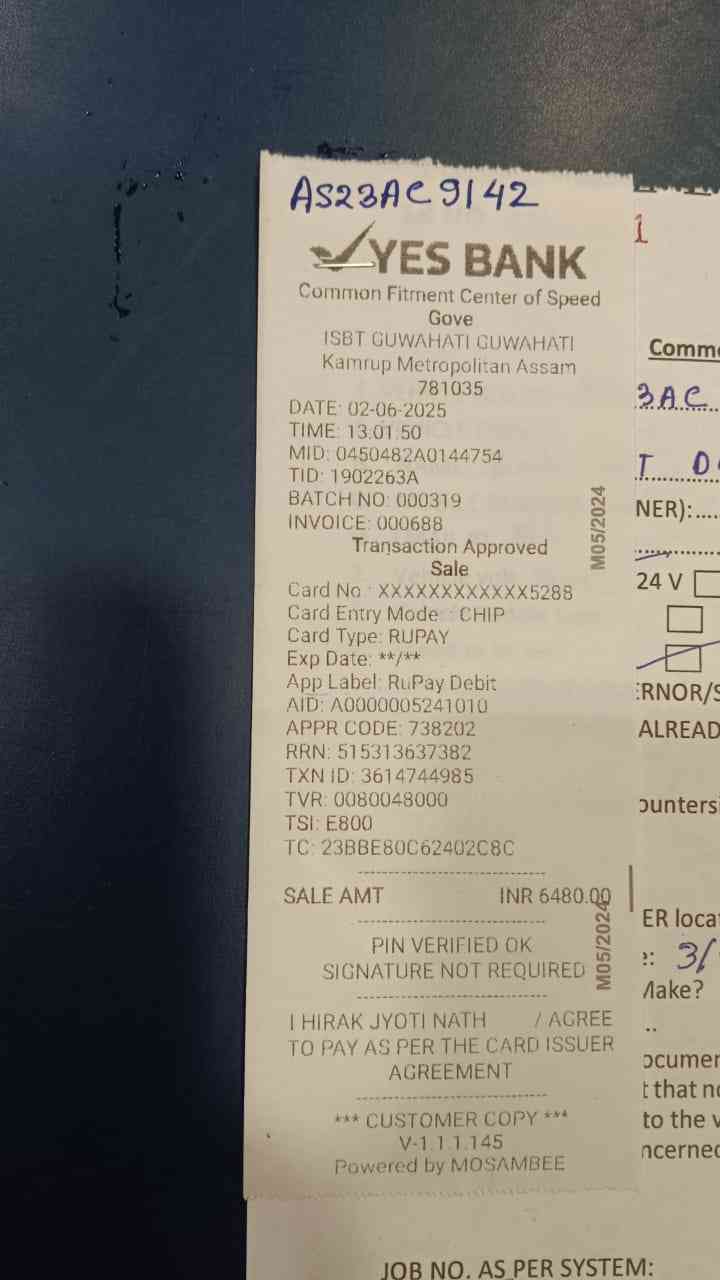 AS23AC9142
YES BANK
Common Fitment Center of Speed
Gove
ISBT GUWAHATI GUWAHATI
Kamrup Metropolitan Assam
781035
DATE: 02-06-2025
TIME: 13:01:50
MID: 0450482A0144754
TID: 1902263A
BATCH NO: 000319
INVOICE: 000688
Transaction Approved
Sale
Card No : XXXXXXXXXXXX5288
Card Entry Mode : CHIP
Card Type: RUPAY
Exp Date: **/**
App Label: RuPay Debit
AID: A0000005241010
APPR CODE: 738202
RRN: 515313637382
TXN ID: 3614744985
TVR: 0080048000
TSI: E800
TC: 23BBE80C62402C8C
SALE AMT INR 6480.00
PIN VERIFIED OK
SIGNATURE NOT REQUIRED
I HIRAK JYOTI NATH / AGREE
TO PAY AS PER THE CARD ISSUER
AGREEMENT
*** CUSTOMER COPY ***
V-1.1.1.145
Powered by MOSAMBEE
M05/2024
M05/2024
1
Comm
3AC
T
NER):....
24 V
ERNOR/S
ALREAD
ounters
ER loca
e: 3/
Make?
..
ocumen
t that no
to the v
ncerned
JOB NO. AS PER SYSTEM: